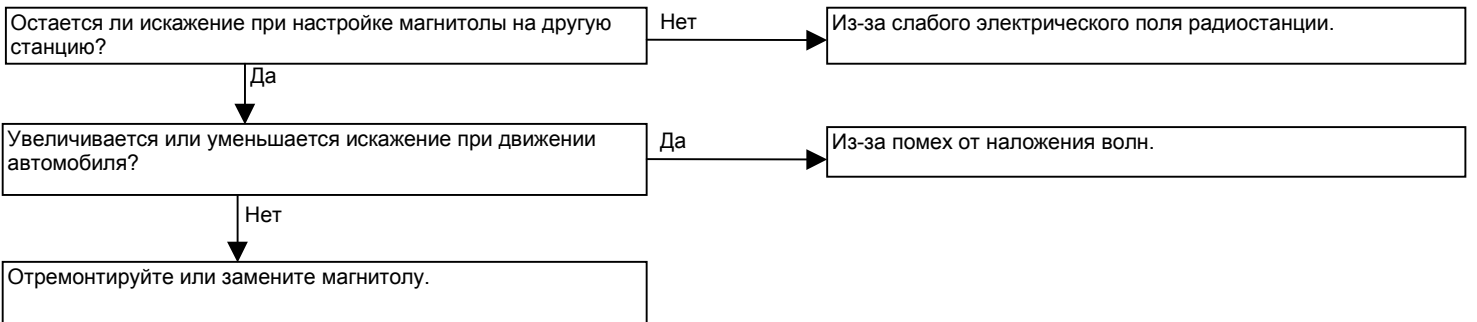 Остается ли искажение при настройке магнитолы на другую
станцию?
Нет
Из-за слабого электрического поля радиостанции.
Да
Увеличивается или уменьшается искажение при движении
автомобиля?
Да
Из-за помех от наложения волн.
Нет
Отремонтируйте или замените магнитолу.